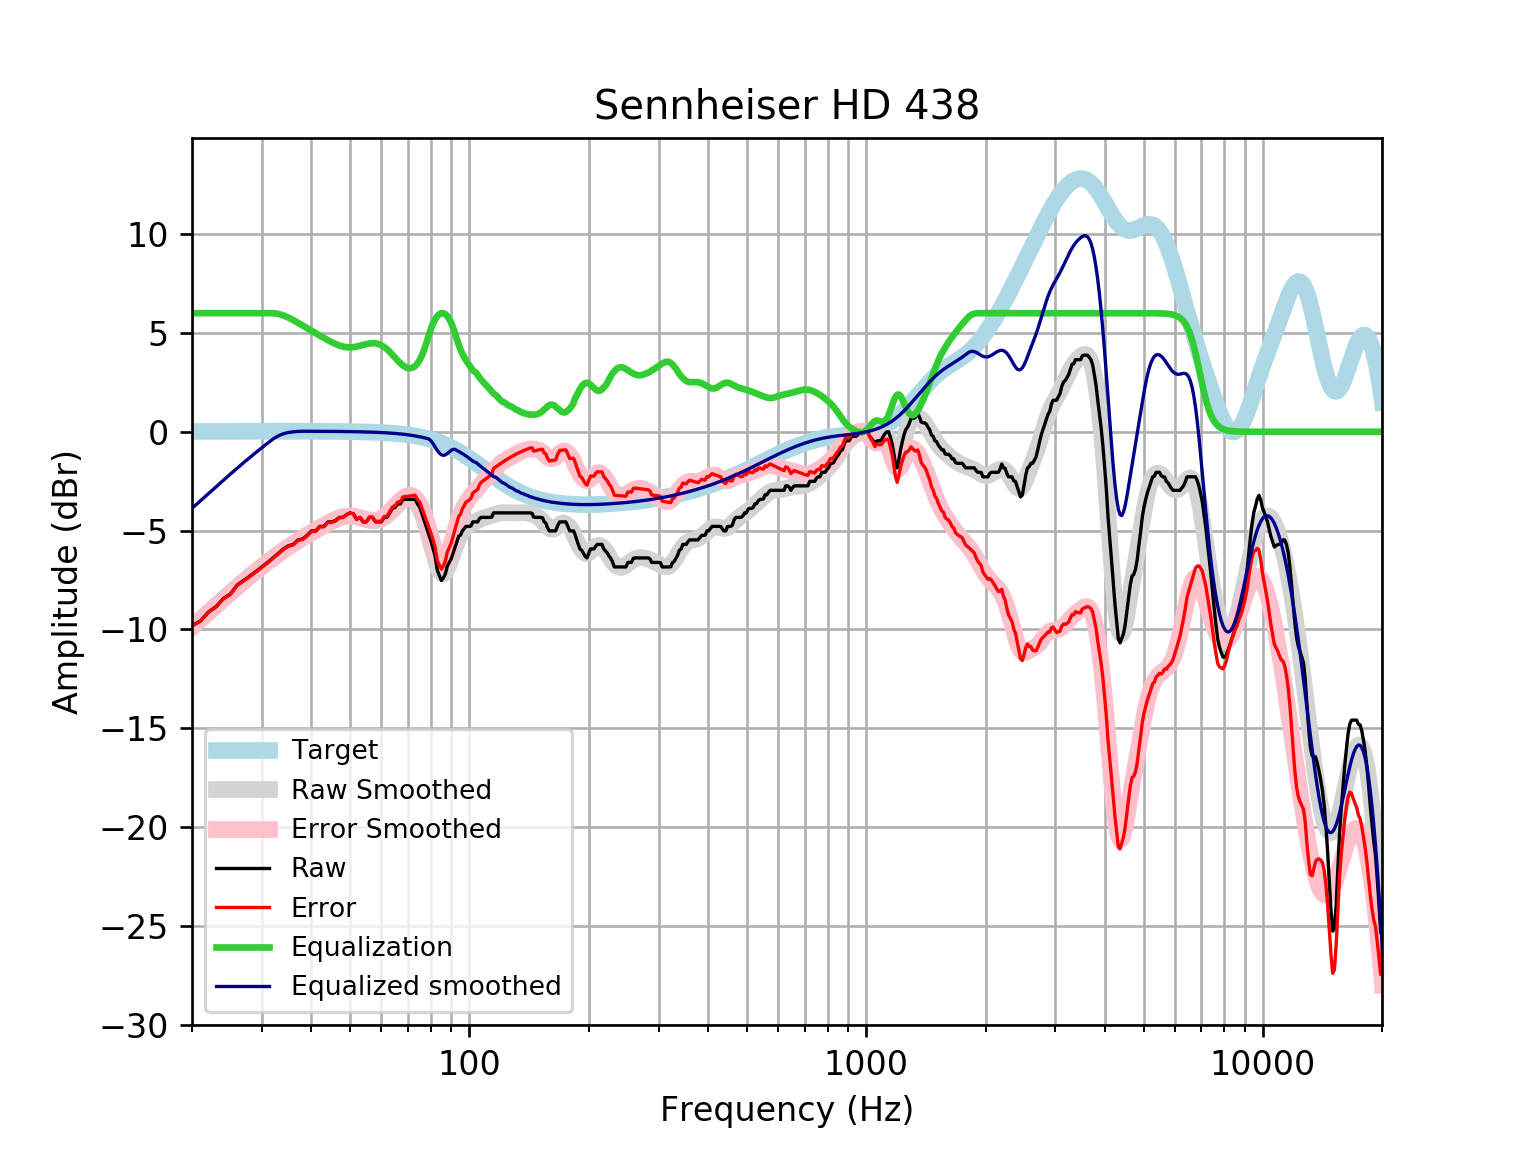 Sennheiser HD 438
Amplitude (dBr)
10
5
0
−5
−10
−15
−20
−25
−30
Target
Raw Smoothed
Error Smoothed
Raw
Error
Equalization
Equalized smoothed
100 1000 10000
Frequency (Hz)